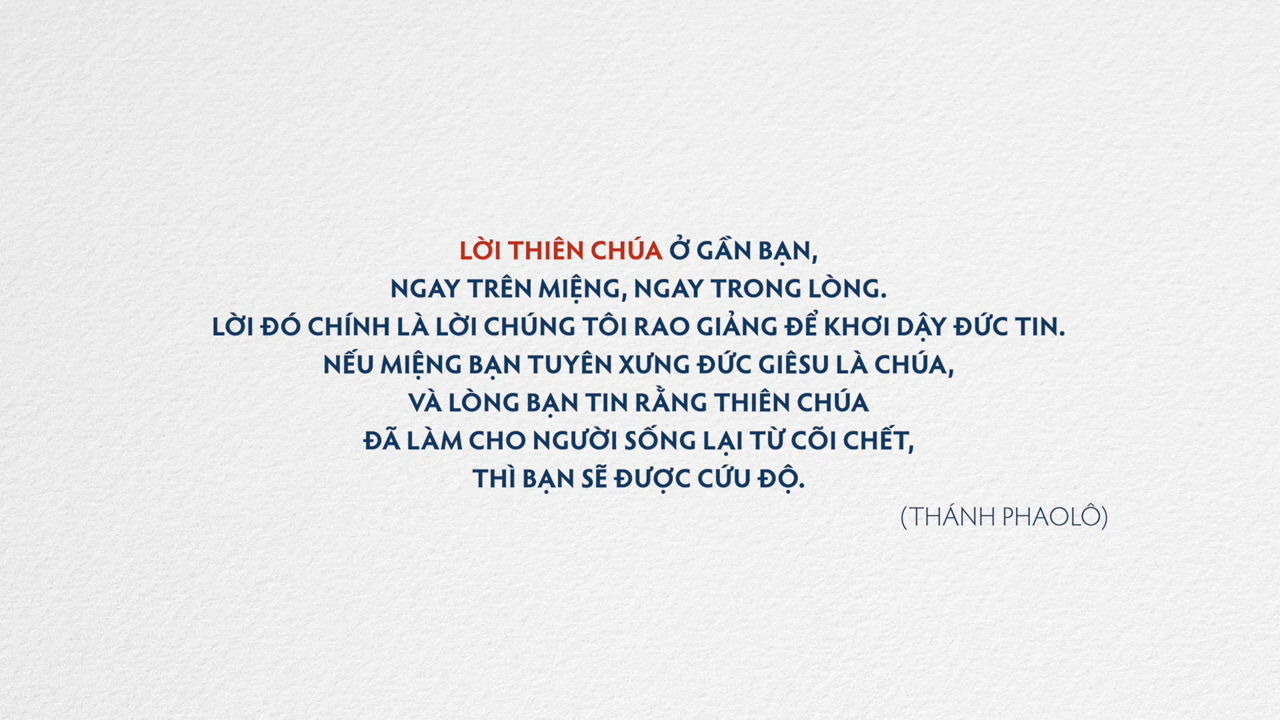 LỜI THIÊN CHÚA Ở GẦN BẠN,
NGAY TRÊN MIỆNG, NGAY TRONG LÒNG.
LỜI ĐÓ CHÍNH LÀ LỜI CHÚNG TÔI RAO GIẢNG ĐỂ KHƠI DẬY ĐỨC TIN.
NẾU MIỆNG BẠN TUYÊN XƯNG ĐỨC GIÊSU LÀ CHÚA,
VÀ LÒNG BẠN TIN RẰNG THIÊN CHÚA
ĐÃ LÀM CHO NGƯỜI SỐNG LẠI TỪ CÕI CHẾT,
THÌ BẠN SẼ ĐƯỢC CỨU ĐỘ.
(THÁNH PHAOLÔ)